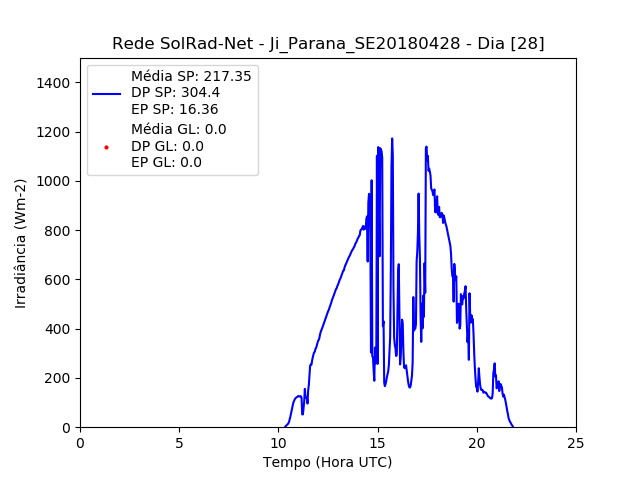 Rede SolRad-Net - Ji_Parana_SE20180428 - Dia [28]
Média SP: 217.35
DP SP: 304.4
EP SP: 16.36
Média GL: 0.0
DP GL: 0.0
EP GL: 0.0
1400
1200
1000
800
600
400
200
0
Irradiância (Wm-2)
0 5 10 15 20 25
Tempo (Hora UTC)